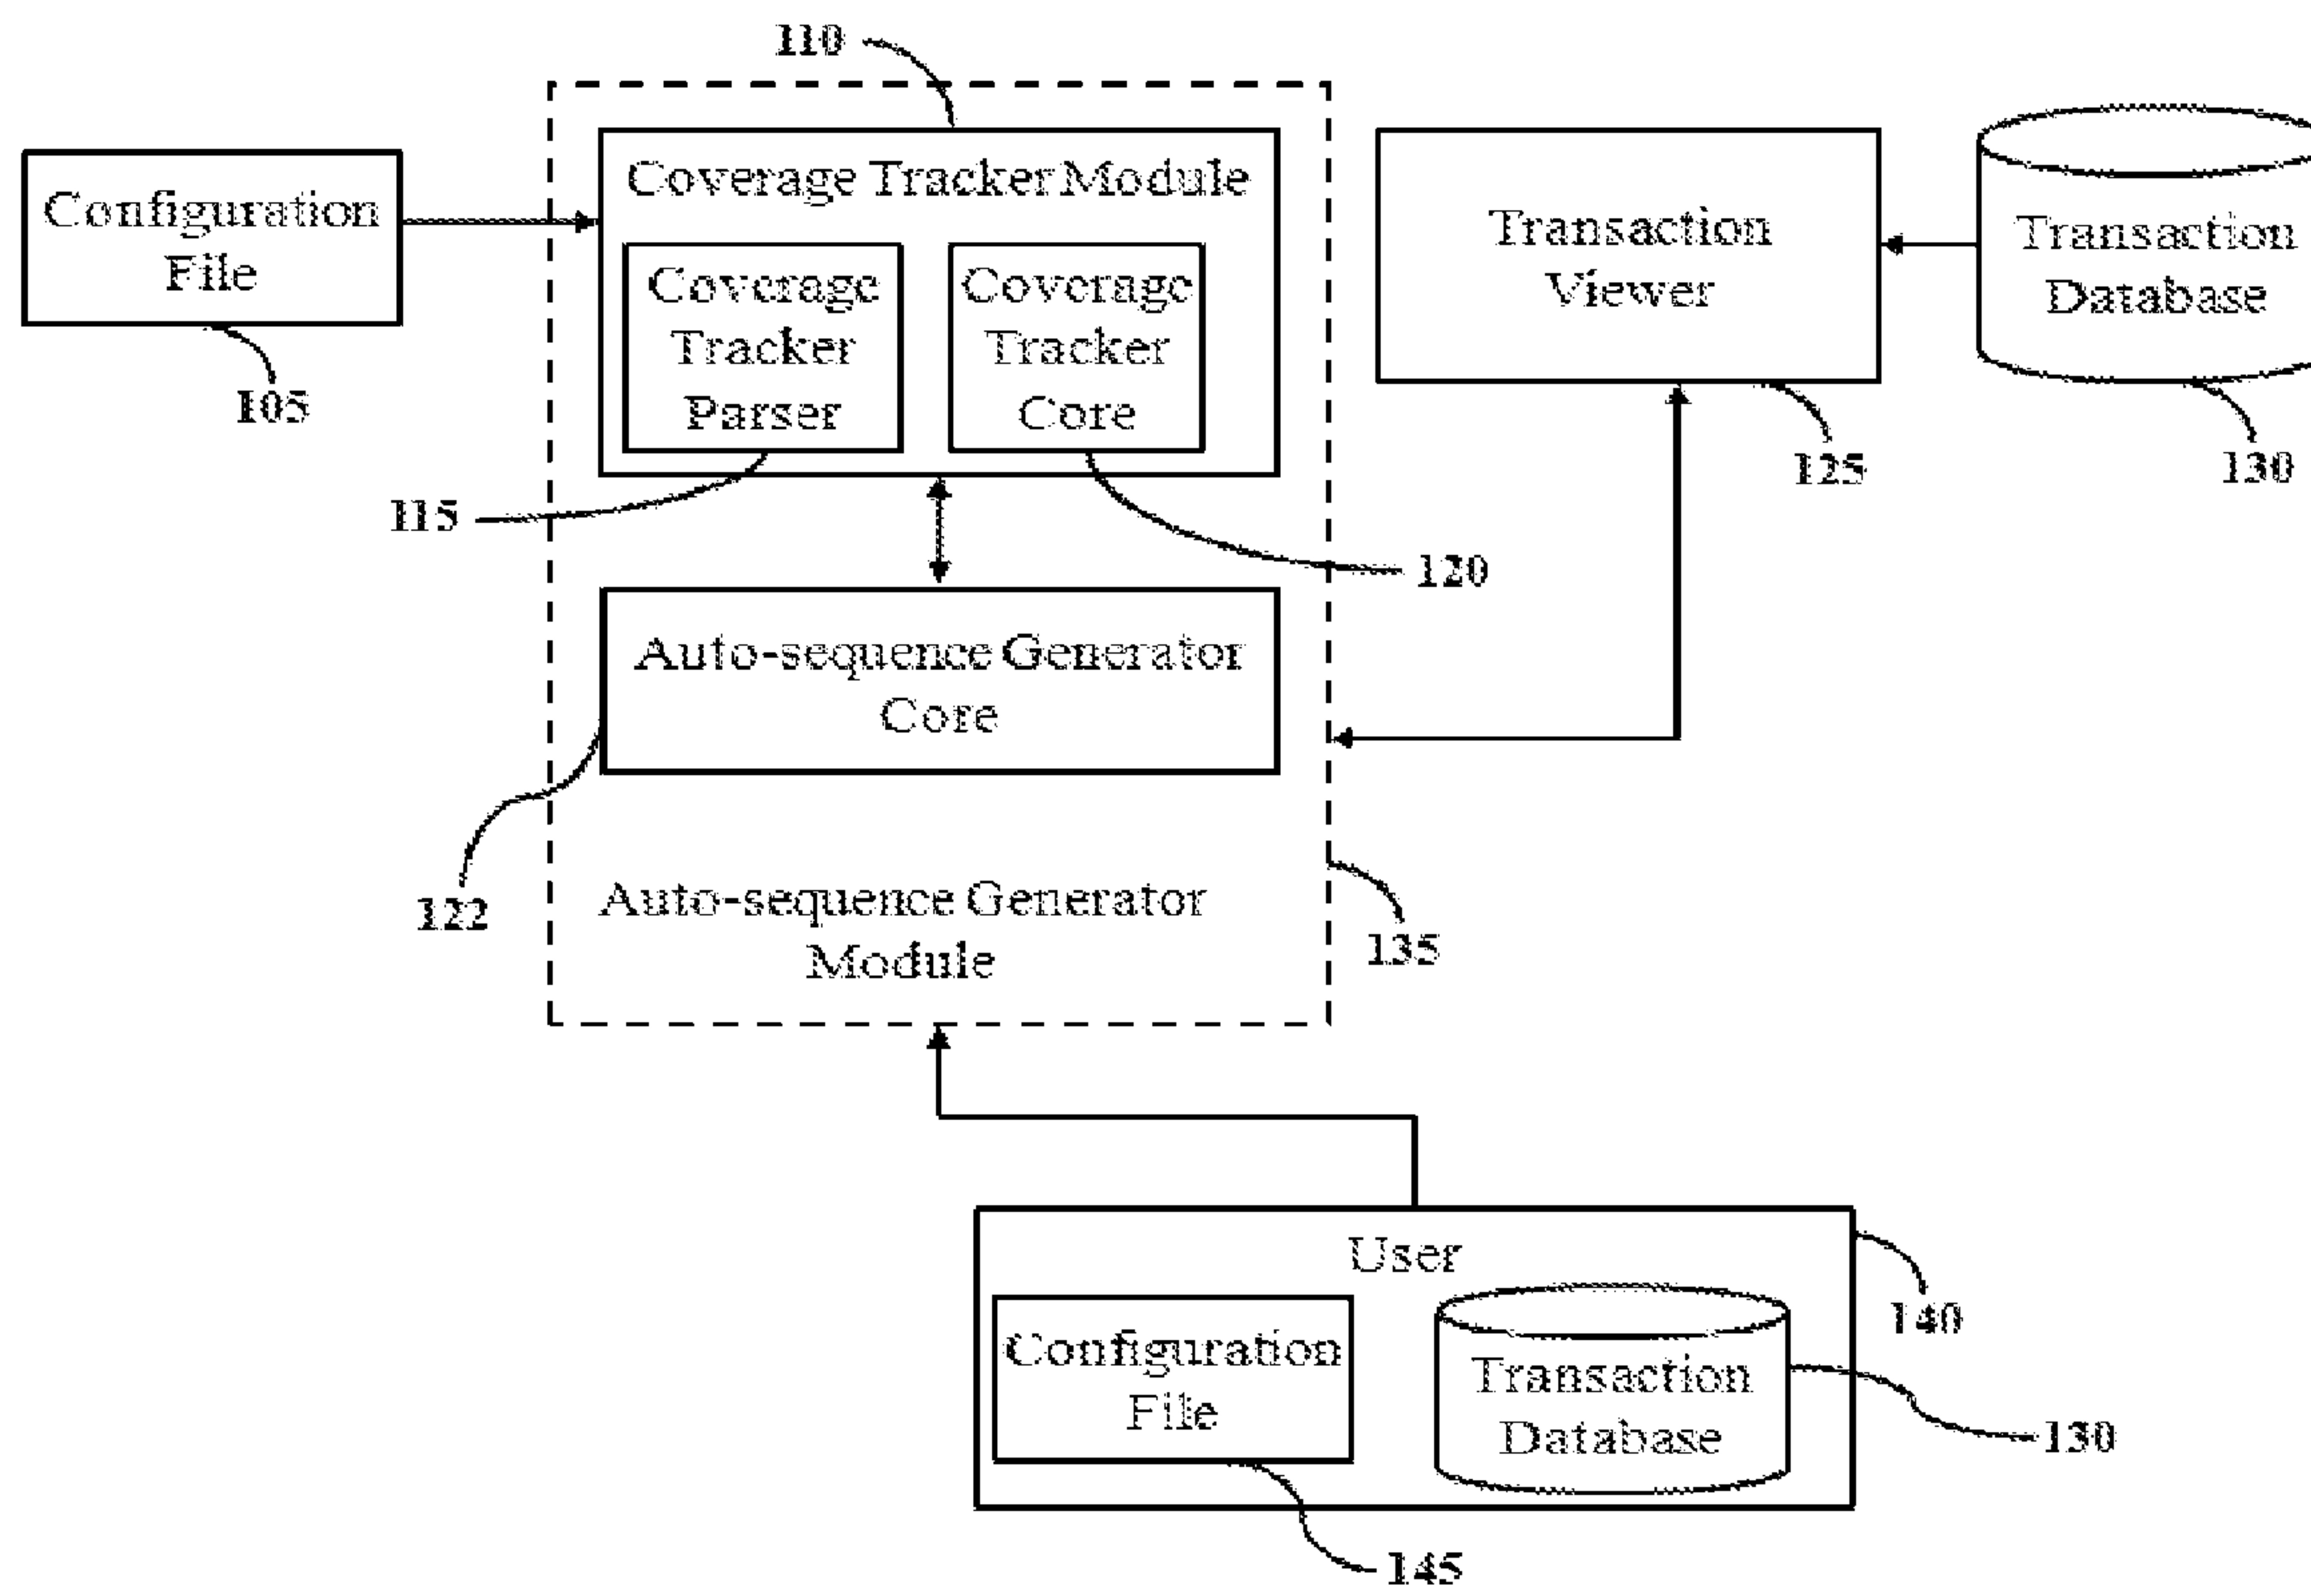 110
Configuration
File
105
Coverage Tracker Module
Coverage
Tracker
Parser
Coverage
Tracker
Core
115
120
Transaction
Viewer
125
Transaction
Database
130
Auto-sequence Generator
Core
122
Auto-sequence Generator
Module
135
User
140
Configuration
File
Transaction
Database
130
145